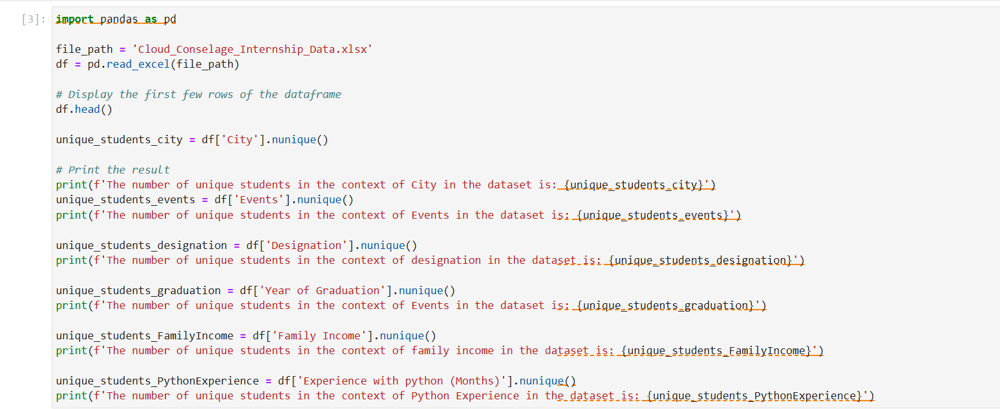 [3]:
import pandas as pd
file_path = 'Cloud_Conselage_Internship_Data.xlsx'
df = pd.read_excel(file_path)
# Display the first few rows of the dataframe
df.head()
unique_students_city = df['City'].nunique()
# Print the result
print(f'The number of unique students in the context of City in the dataset is: {unique_students_city}')
unique_students_events = df['Events'].nunique()
print(f'The number of unique students in the context of Events in the dataset is: {unique_students_events}')
unique_students_designation = df['Designation'].nunique()
print(f'The number of unique students in the context of designation in the dataset is: {unique_students_designation}')
unique_students_graduation = df['Year of Graduation'].nunique()
print(f'The number of unique students in the context of Events in the dataset is: {unique_students_graduation}')
unique_students_FamilyIncome = df['Family Income'].nunique()
print(f'The number of unique students in the context of family income in the dataset is: {unique_students_FamilyIncome}')
unique_students_PythonExperience = df['Experience with python (Months)'].nunique()
print(f'The number of unique students in the context of Python Experience in the dataset is: {unique_students_PythonExperience}')